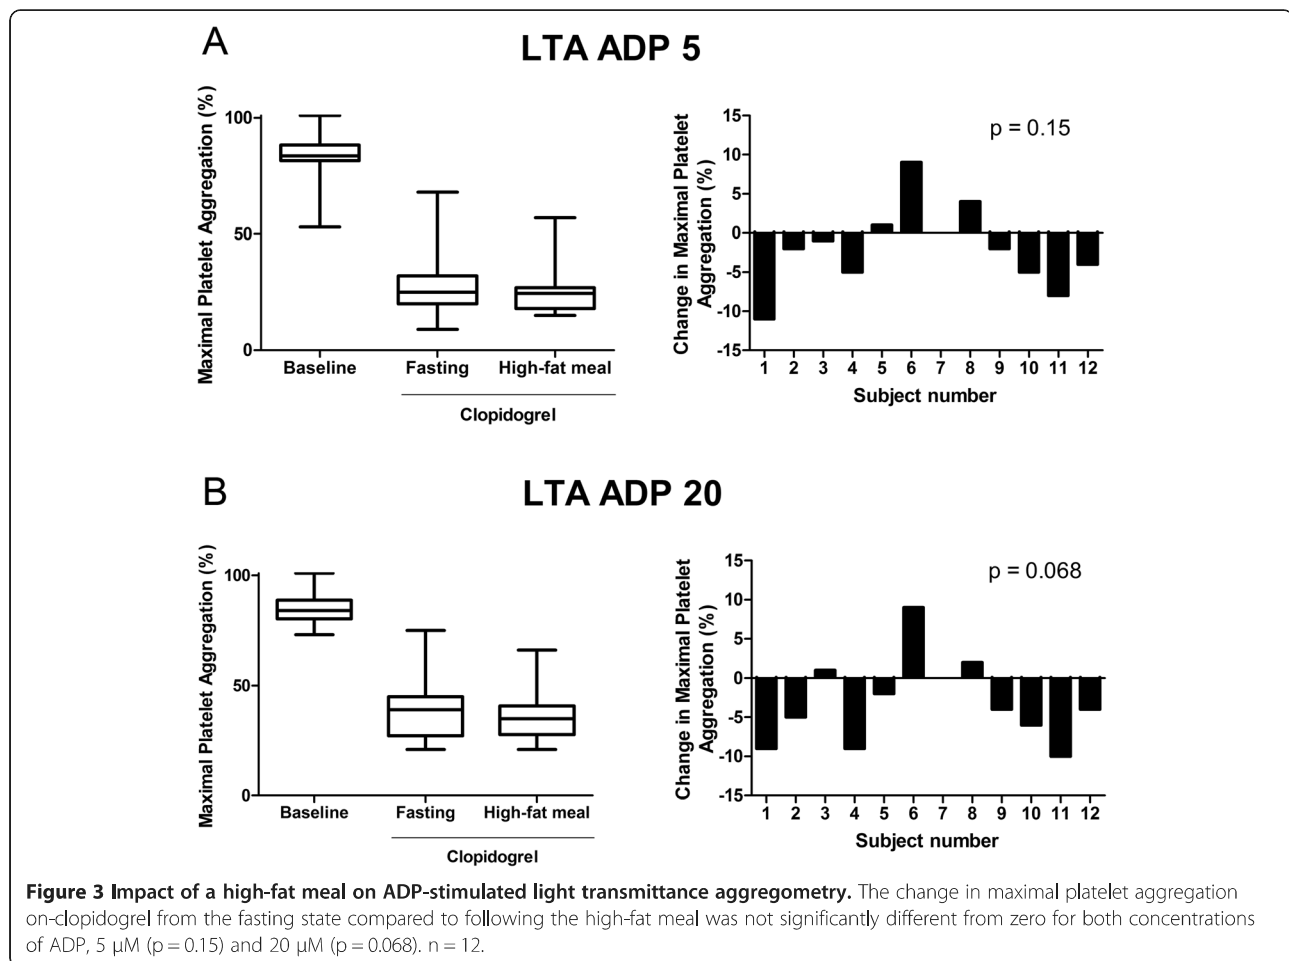 A
LTA ADP 5
Maximal Platelet Aggregation (%)
100
50
0
Baseline
Fasting
High-fat meal
Clopidogrel
Change in Maximal Platelet
Aggregation (%)
15
10
5
0
-5
-10
-15
p = 0.15
1 2 3 4 5 6 7 8 9 10 11 12
Subject number
B
LTA ADP 20
Maximal Platelet Aggregation (%)
100
50
0
Baseline
Fasting
High-fat meal
Clopidogrel
Change in Maximal Platelet
Aggregation (%)
15
10
5
0
-5
-10
-15
p = 0.068
1 2 3 4 5 6 7 8 9 10 11 12
Subject number
Figure 3 Impact of a high-fat meal on ADP-stimulated light transmittance aggregometry. The change in maximal platelet aggregation
on-clopidogrel from the fasting state compared to following the high-fat meal was not significantly different from zero for both concentrations
of ADP, 5 μM (p = 0.15) and 20 μM (p = 0.068). n = 12.